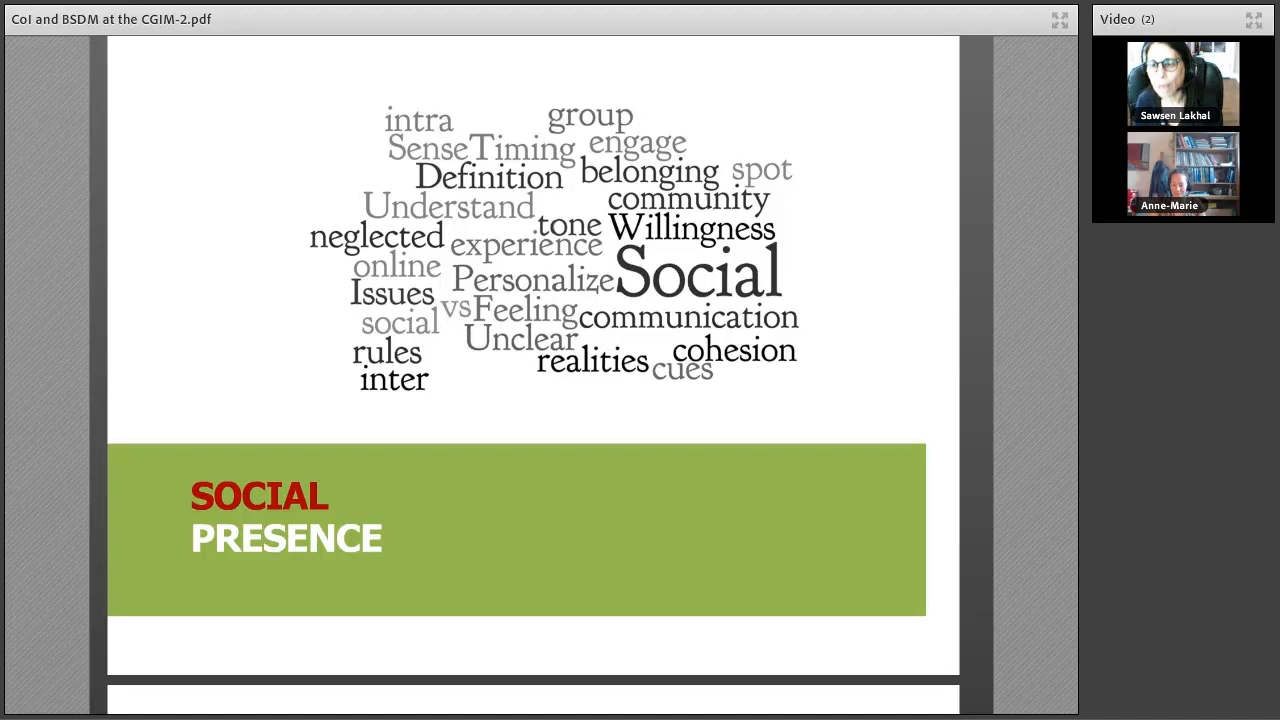 CoI and BSDM at the CGIM-2.pdf
Video (2)
Sawsen Lakhal
Anne-Marie
intra group
SenseTiming engage
Definition belonging spot
Understand community
neglected tone Willingness
online experience
Issues Personalize Social
social vs Feeling communication
rules Unclear
inter realities cohesion
cues
SOCIAL
PRESENCE